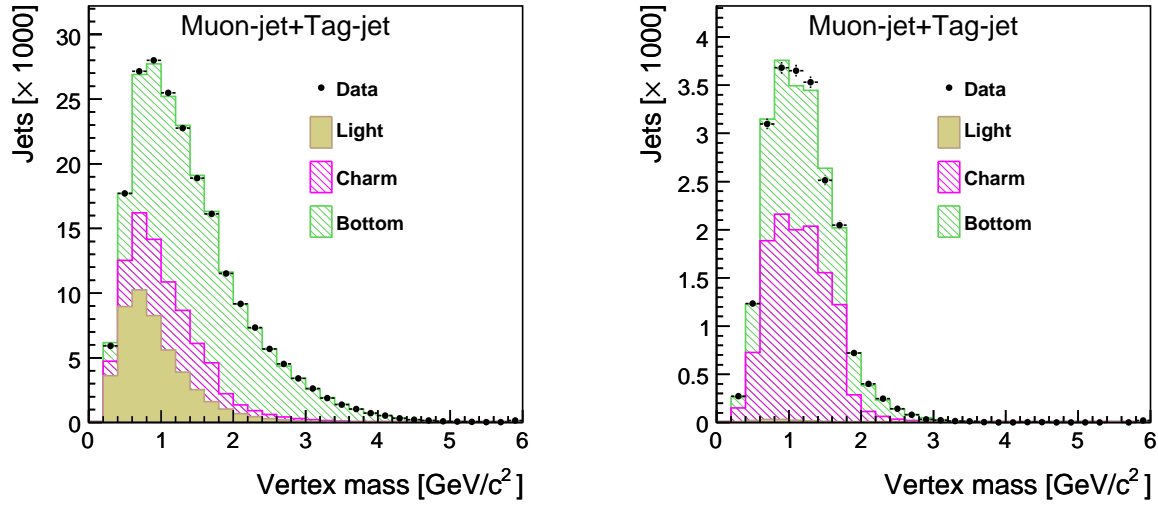 Muon-jet+Tag-jet
Jets [× 1000]
30
25
20
15
10
5
0
Data
Light
Charm
Bottom
0 1 2 3 4 5 6
Vertex mass [GeV/c²]
Muon-jet+Tag-jet
Jets [× 1000]
4
3.5
3
2.5
2
1.5
1
0.5
0
Data
Light
Charm
Bottom
0 1 2 3 4 5 6
Vertex mass [GeV/c²]